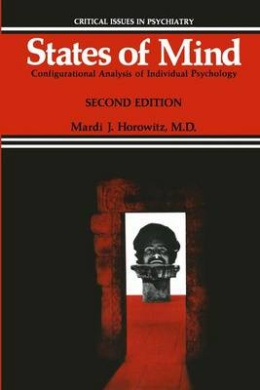 CRITICAL ISSUES IN PSYCHIATRY
States of Mind
Configurational Analysis of Individual Psychology
SECOND EDITION
Mardi J. Horowitz, M.D.